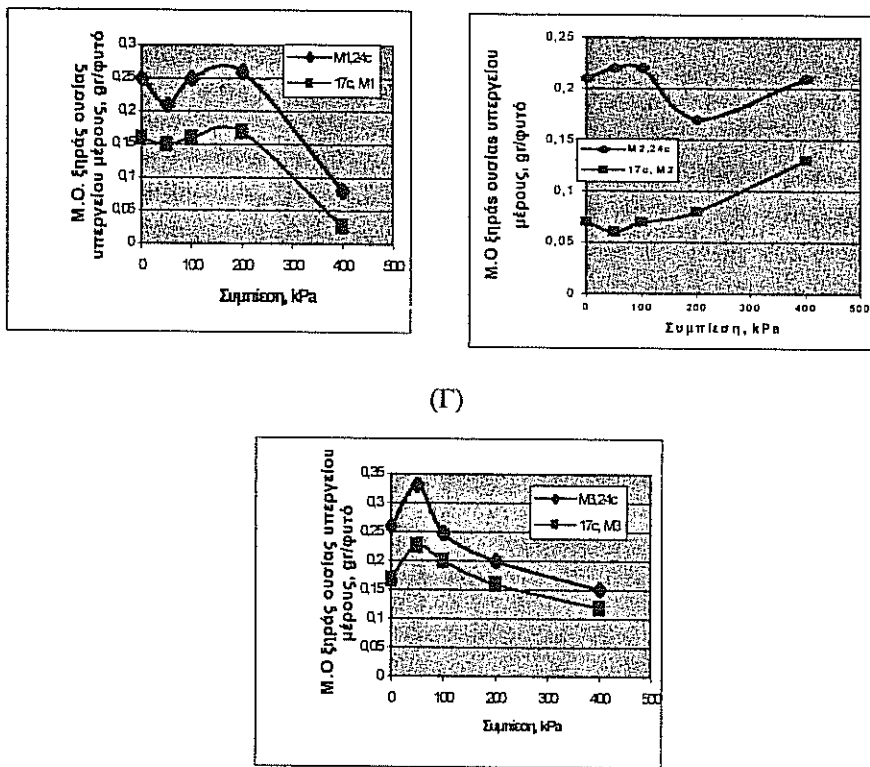 Μ.Ο. ξηράς ουσίας
υπεργείου μέρους, gr/φυτό
0,3
0,25
0,2
0,15
0,1
0,05
0
0 100 200 300 400 500
Συμπίεση, kPa
M1,24c
17c, M1
Μ.Ο ξηράς ουσίας υπεργείου
μέρους, gr/φυτό
0,25
0,2
0,15
0,1
0,05
0
0 100 200 300 400 500
Συμπίεση, kPa
M2,24c
17c, M2
(Γ)
Μ.Ο ξηράς ουσίας υπεργείου
μέρους, gr/φυτό
0,35
0,3
0,25
0,2
0,15
0,1
0,05
0
0 100 200 300 400 500
Συμπίεση, kPa
M3,24c
17c, M3